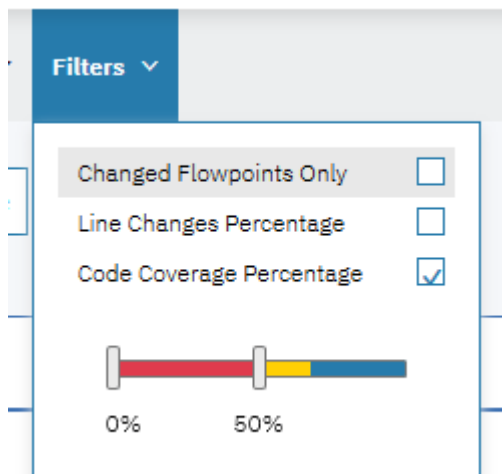 Filters
Changed Flowpoints Only
Line Changes Percentage
Code Coverage Percentage
0% 50%